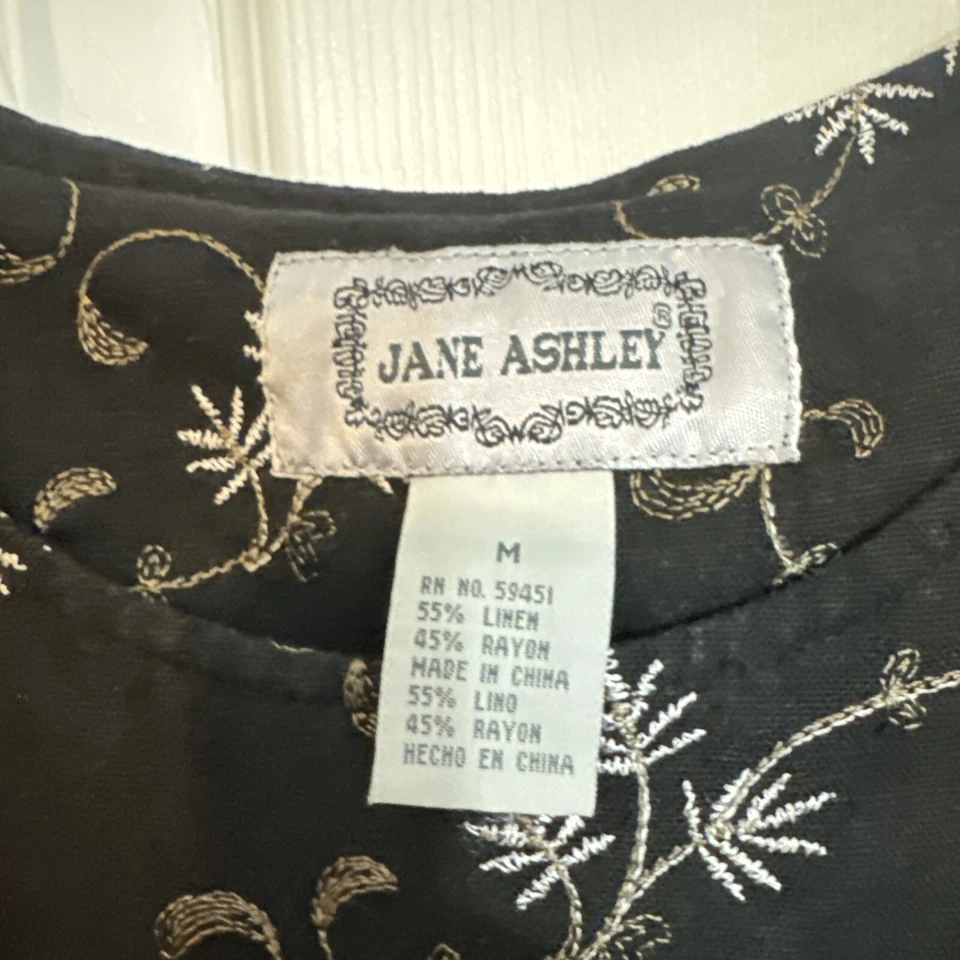 JANE ASHLEY®
M
RN NO. 59451
55% LINEN
45% RAYON
MADE IN CHINA
55% LINO
45% RAYON
HECHO EN CHINA